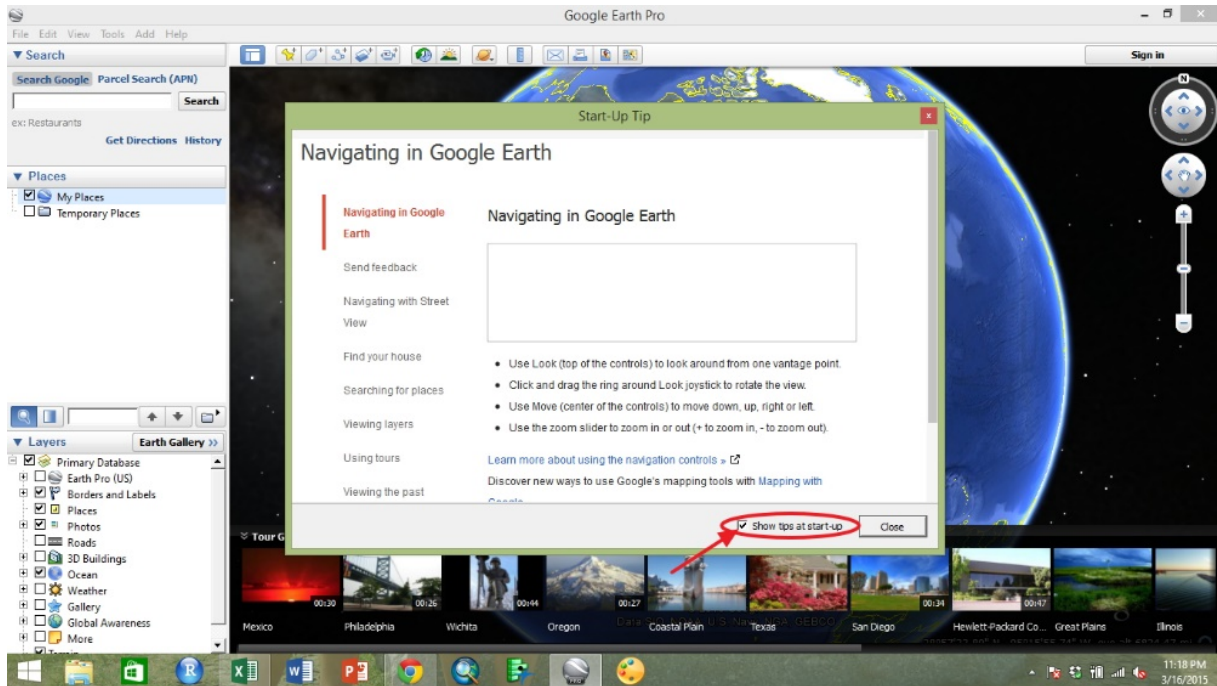 Google Earth Pro
File Edit View Tools Add Help
Search
Sign in
Search Google Parcel Search (APN)
Search
ex: Restaurants
Get Directions History
Places
My Places
Temporary Places
N
Start-Up Tip
Navigating in Google Earth
Navigating in Google
Earth
Send feedback
Navigating with Street
View
Find your house
Searching for places
Viewing layers
Using tours
Viewing the past
Navigating in Google Earth
• Use Look (top of the controls) to look around from one vantage point.
• Click and drag the ring around Look joystick to rotate the view.
• Use Move (center of the controls) to move down, up, right or left.
• Use the zoom slider to zoom in or out (+ to zoom in, - to zoom out).
Learn more about using the navigation controls »
Discover new ways to use Google's mapping tools with Mapping with
Google
Show tips at start-up
Close
Layers
Earth Gallery »
Primary Database
Earth Pro (US)
Borders and Labels
Places
Photos
Roads
3D Buildings
Ocean
Weather
Gallery
Global Awareness
More
Terrain
Tour G
00:30 00:26 00:44 00:27 00:34 00:47
Mexico Philadelphia Wichita Oregon Coastal Plain Texas San Diego Hewlett-Packard Co... Great Plains Illinois
Data SIO, NOAA, U.S. Navy, NGA, GEBCO
11:18 PM
3/16/2015